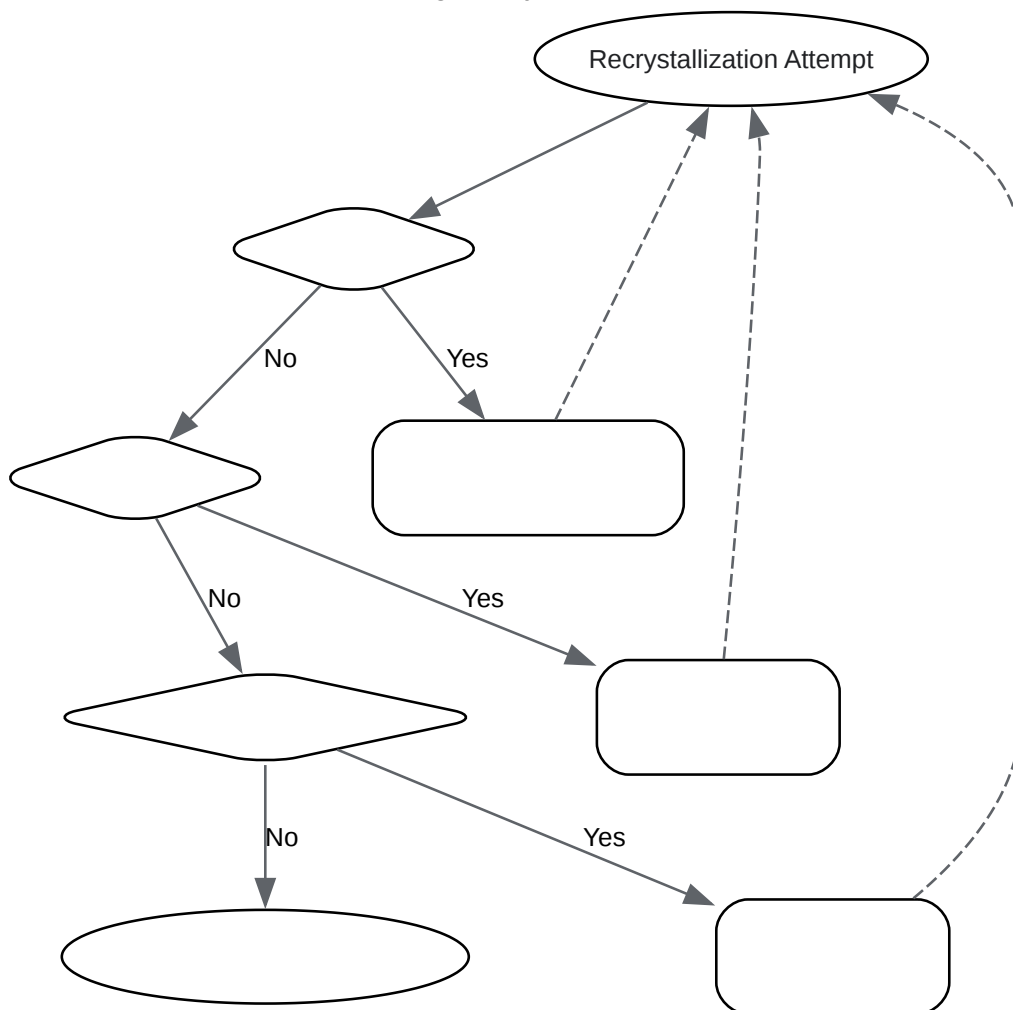 Recrystallization Attempt
No
Yes
No
Yes
No
Yes